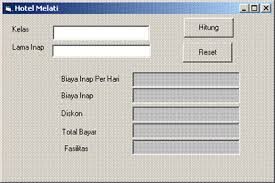 Hotel Melati
Kelas
Hitung
Lama Inap
Reset
Biaya Inap Per Hari
Biaya Inap
Diskon
Total Bayar
Fasilitas